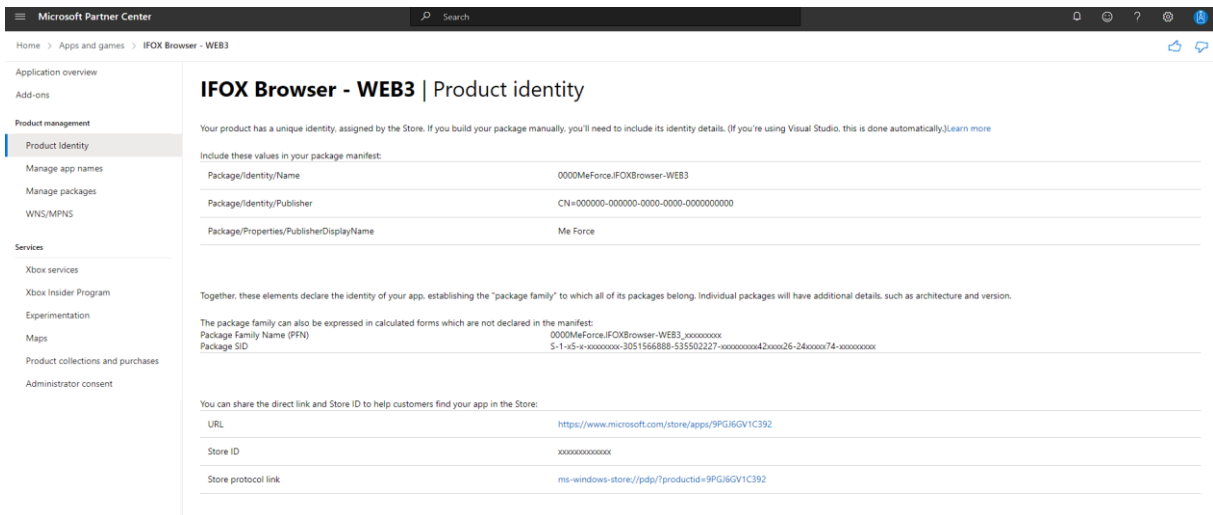 Microsoft Partner Center
Search
Home > Apps and games > IFOX Browser - WEB3
Application overview
Add-ons
Product management
Product Identity
Manage app names
Manage packages
WNS/MPNS
Services
Xbox services
Xbox Insider Program
Experimentation
Maps
Product collections and purchases
Administrator consent
IFOX Browser - WEB3 | Product identity
Your product has a unique identity, assigned by the Store. If you build your package manually, you'll need to include its identity details. (If you're using Visual Studio, this is done automatically.)Learn more
Include these values in your package manifest:
Package/Identity/Name 0000MeForce.IFOXBrowser-WEB3
Package/Identity/Publisher CN=000000-000000-0000-0000-0000000000
Package/Properties/PublisherDisplayName Me Force
Together, these elements declare the identity of your app, establishing the "package family" to which all of its packages belong. Individual packages will have additional details, such as architecture and version.
The package family can also be expressed in calculated forms which are not declared in the manifest:
Package Family Name (PFN) 0000MeForce.IFOXBrowser-WEB3_xxxxxxxxx
Package SID S-1-x5-x-xxxxxxxx-3051566888-535502227-xxxxxxxxx42xxxx26-24xxxxx74-xxxxxxxxx
You can share the direct link and Store ID to help customers find your app in the Store:
URL https://www.microsoft.com/store/apps/9PGJ6GV1C392
Store ID xxxxxxxxxxxxx
Store protocol link ms-windows-store://pdp/?productid=9PGJ6GV1C392